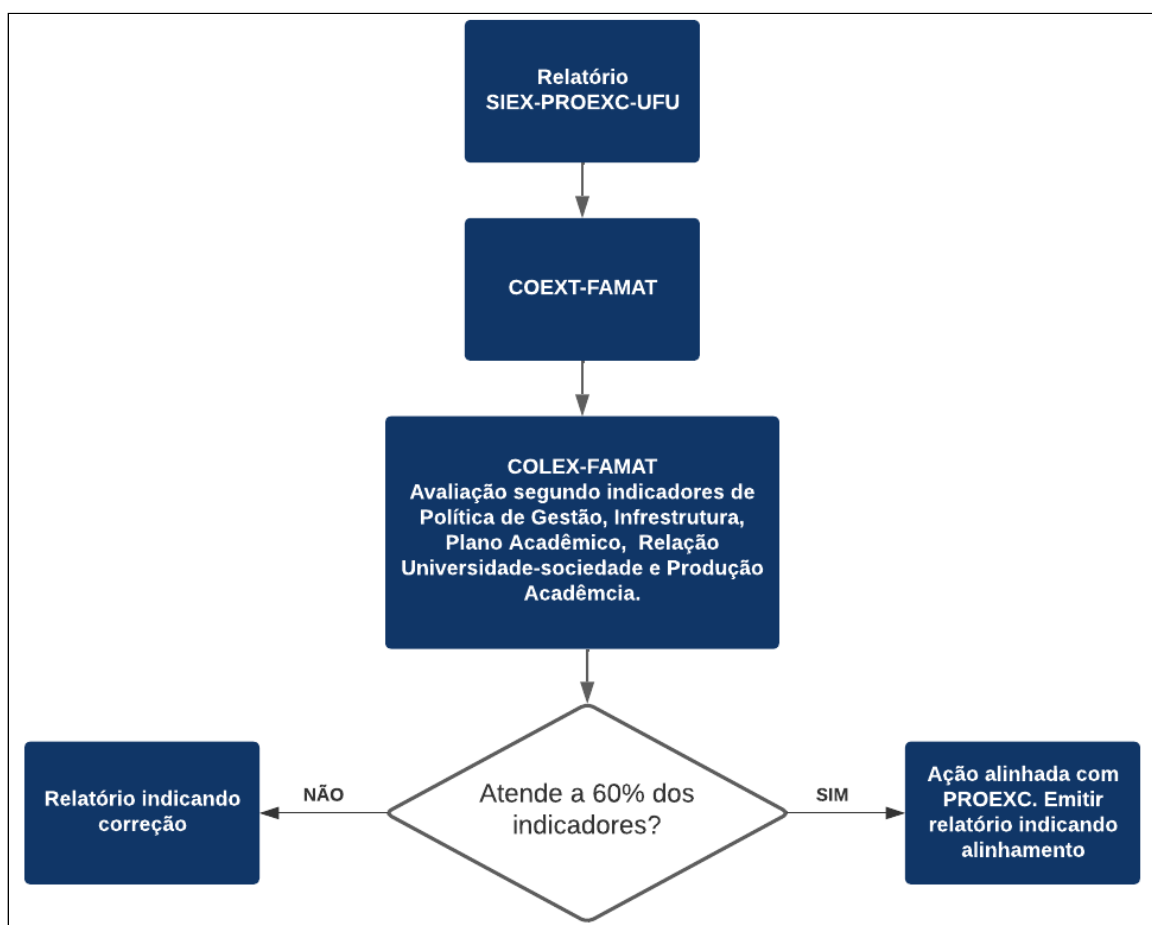 Relatório
SIEX-PROEXC-UFU
COEXT-FAMAT
COLEX-FAMAT
Avaliação segundo indicadores de
Política de Gestão, Infrestrutura,
Plano Acadêmico, Relação
Universidade-sociedade e Produção
Acadêmcia.
Atende a 60% dos
indicadores?
NÃO
Relatório indicando
correção
SIM
Ação alinhada com
PROEXC. Emitir
relatório indicando
alinhamento